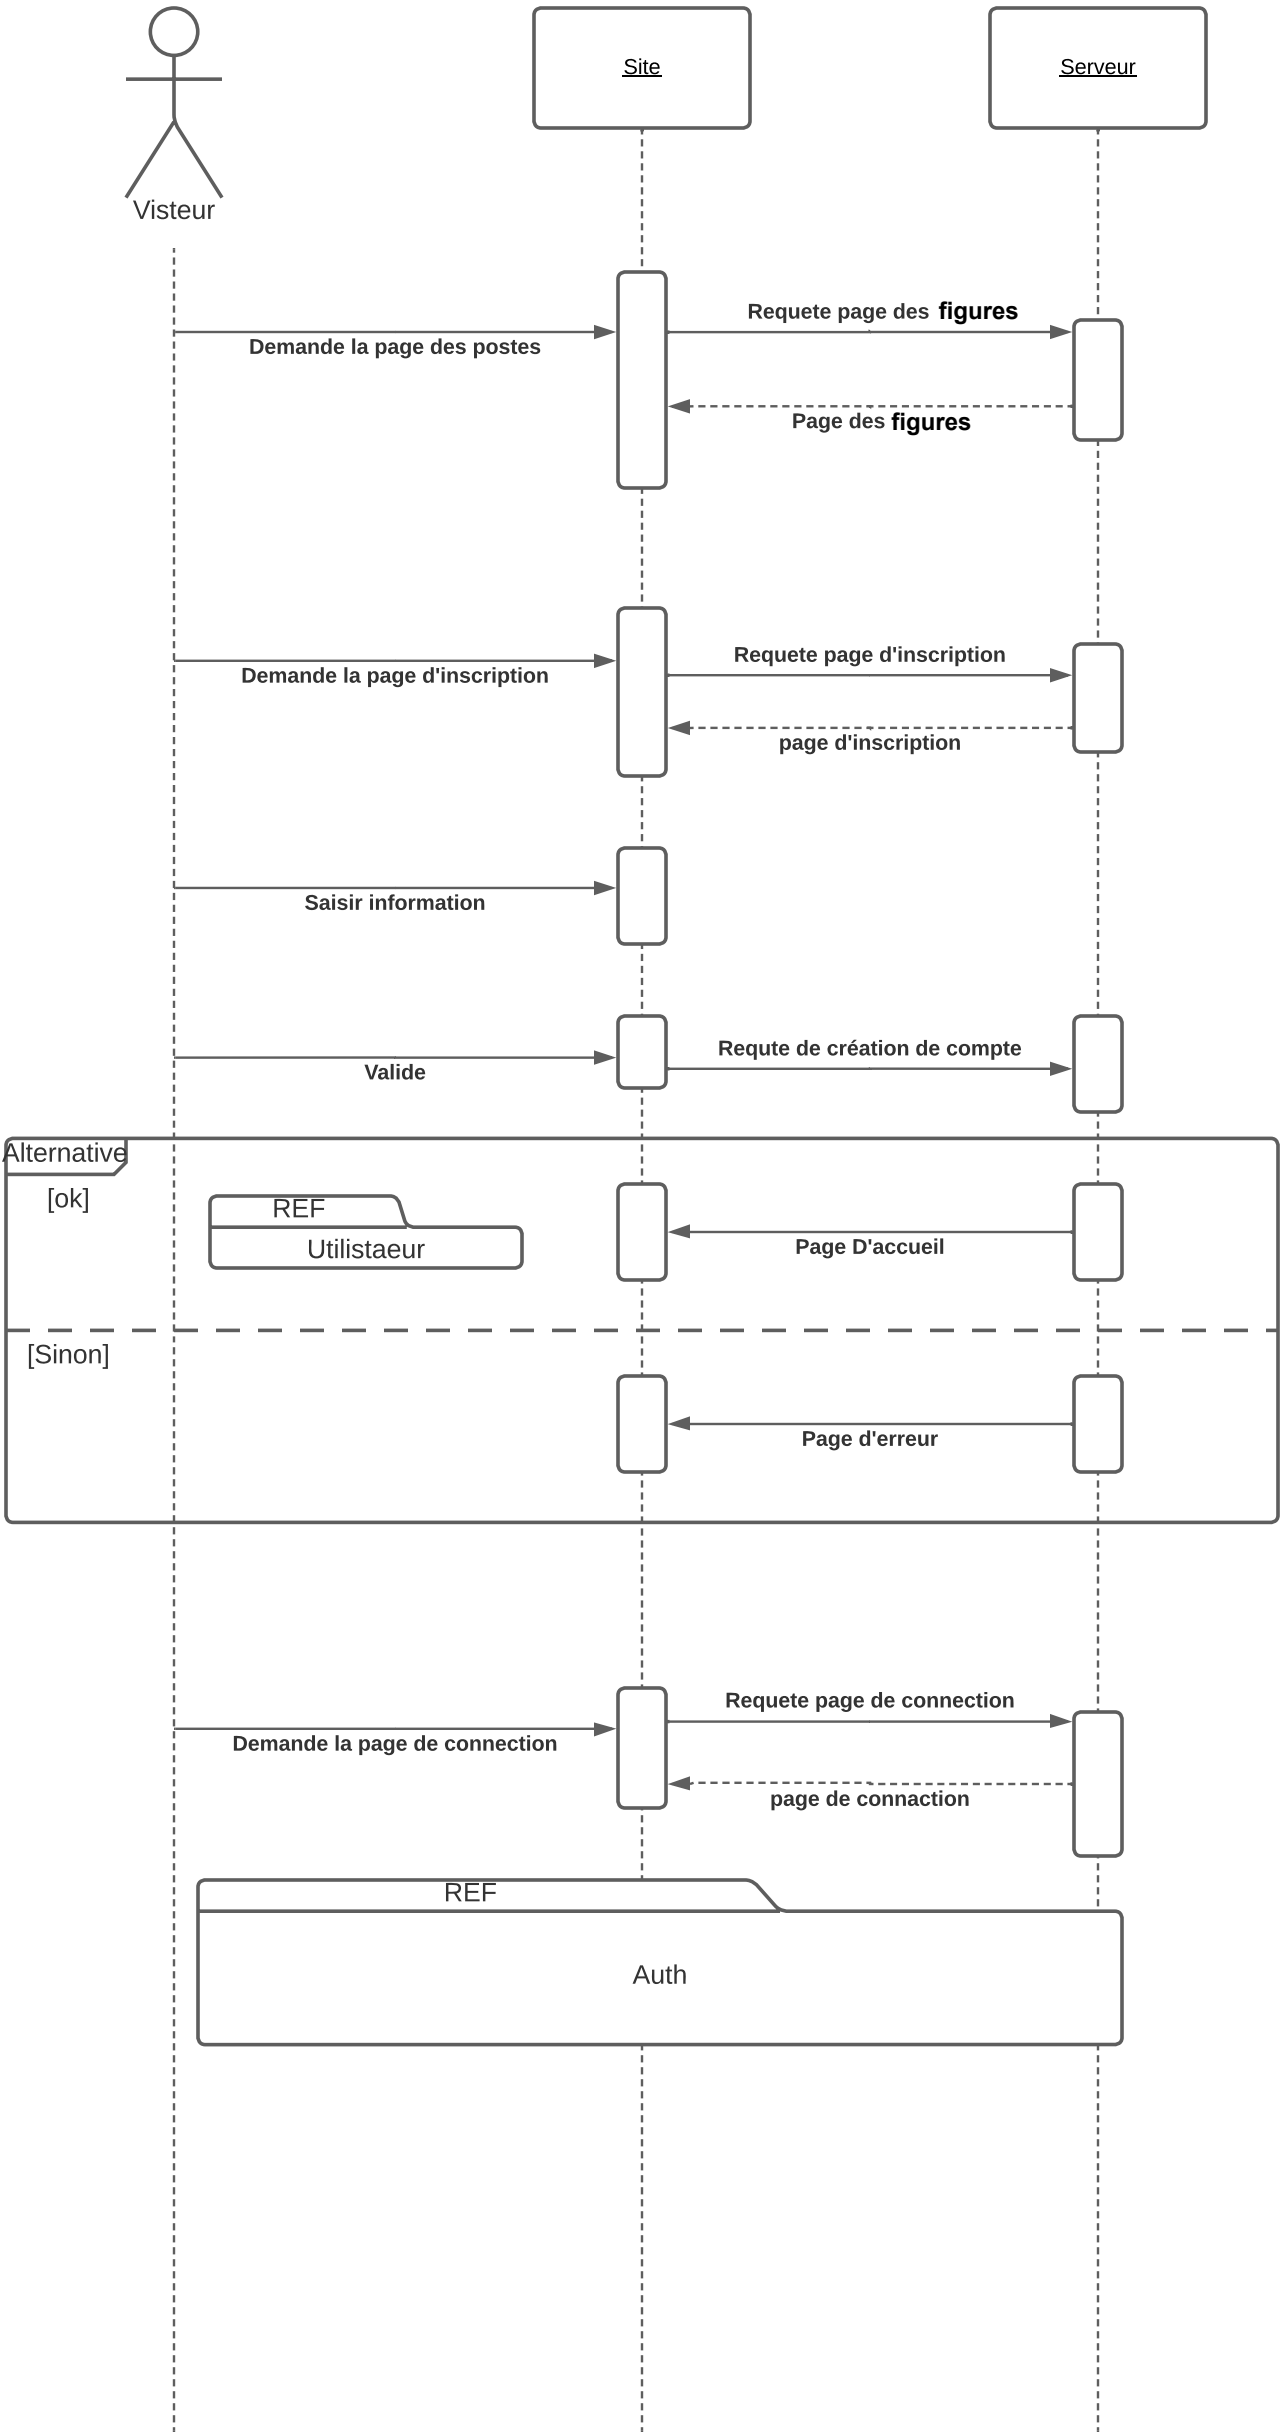 Site
Serveur
Visteur
Requete page des figures
Demande la page des postes
Page des figures
Requete page d'inscription
Demande la page d'inscription
page d'inscription
Saisir information
Requte de création de compte
Valide
Alternative
[ok]
REF
Utilistaeur
Page D'accueil
[Sinon]
Page d'erreur
Requete page de connection
Demande la page de connection
page de connaction
REF
Auth